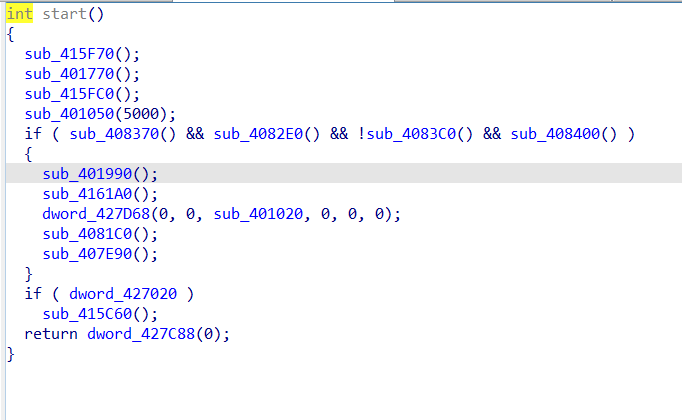 int start()
{
  sub_415F70();
  sub_401770();
  sub_415FC0();
  sub_401050(5000);
  if ( sub_408370() && sub_4082E0() && !sub_4083C0() && sub_408400() )
  {
    sub_401990();
    sub_4161A0();
    dword_427D68(0, 0, sub_401020, 0, 0, 0);
    sub_4081C0();
    sub_407E90();
  }
  if ( dword_427020 )
    sub_415C60();
  return dword_427C88(0);
}